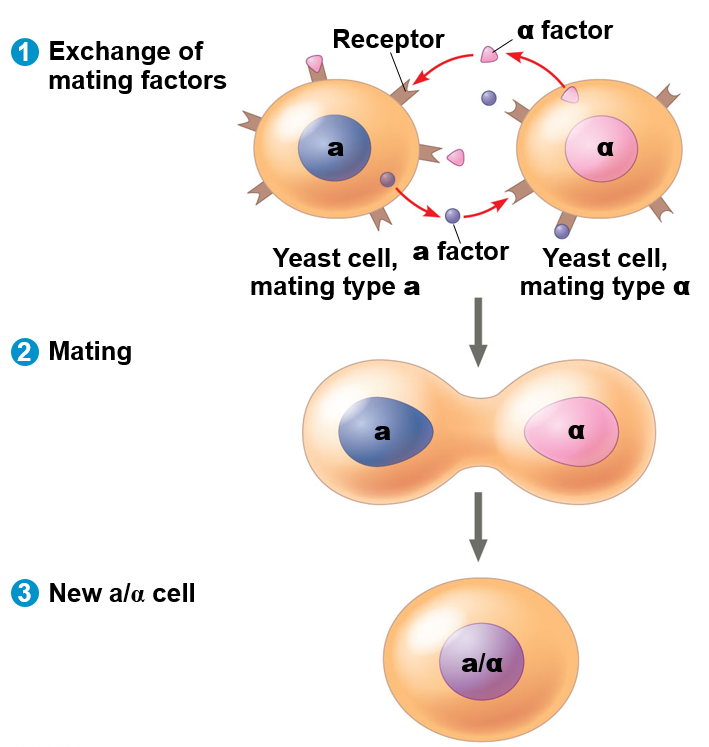 1 Exchange of
mating factors
Receptor
α factor
a
α
Yeast cell,
mating type a
a factor
Yeast cell,
mating type α
2 Mating
a
α
3 New a/α cell
a/α